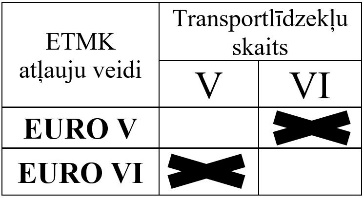 ETMK
atļauju veidi
Transportlīdzekļu
skaits
V VI
EURO V
EURO VI